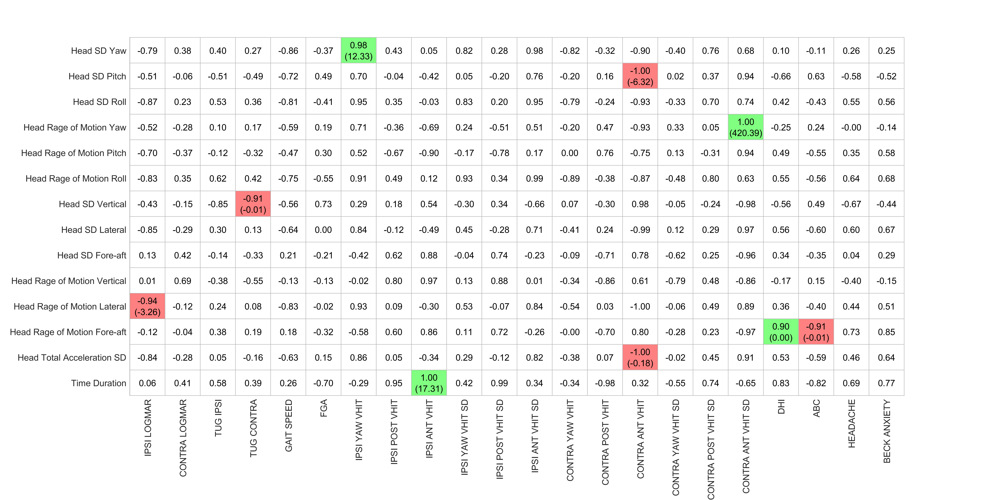 Head SD Yaw -0.79 0.38 0.40 0.27 -0.86 -0.37 0.98 (12.33) 0.43 0.05 0.82 0.28 0.98 -0.82 -0.32 -0.90 -0.40 0.76 0.68 0.10 -0.11 0.26 0.25
Head SD Pitch -0.51 -0.06 -0.51 -0.49 -0.72 0.49 0.70 -0.04 -0.42 0.05 -0.20 0.76 -0.20 0.16 -1.00 (-6.32) 0.02 0.37 0.94 -0.66 0.63 -0.58 -0.52
Head SD Roll -0.87 0.23 0.53 0.36 -0.81 -0.41 0.95 0.35 -0.03 0.83 0.20 0.95 -0.79 -0.24 -0.93 -0.33 0.70 0.74 0.42 -0.43 0.55 0.56
Head Rage of Motion Yaw -0.52 -0.28 0.10 0.17 -0.59 0.19 0.71 -0.36 -0.69 0.24 -0.51 0.51 -0.20 0.47 -0.93 0.33 0.05 1.00 (420.39) -0.25 0.24 -0.00 -0.14
Head Rage of Motion Pitch -0.70 -0.37 -0.12 -0.32 -0.47 0.30 0.52 -0.67 -0.90 -0.17 -0.78 0.17 0.00 0.76 -0.75 0.13 -0.31 0.94 0.49 -0.55 0.35 0.58
Head Rage of Motion Roll -0.83 0.35 0.62 0.42 -0.75 -0.55 0.91 0.49 0.12 0.93 0.34 0.99 -0.89 -0.38 -0.87 -0.48 0.80 0.63 0.55 -0.56 0.64 0.68
Head SD Vertical -0.43 -0.15 -0.85 -0.91 (-0.01) -0.56 0.73 0.29 0.18 0.54 -0.30 0.34 -0.66 0.07 -0.30 0.98 -0.05 -0.24 -0.98 -0.56 0.49 -0.67 -0.44
Head SD Lateral -0.85 -0.29 0.30 0.13 -0.64 0.00 0.84 -0.12 -0.49 0.45 -0.28 0.71 -0.41 0.24 -0.99 0.12 0.29 0.97 0.56 -0.60 0.60 0.67
Head SD Fore-aft 0.13 0.42 -0.14 -0.33 0.21 -0.21 -0.42 0.62 0.88 -0.04 0.74 -0.23 -0.09 -0.71 0.78 -0.62 0.25 -0.96 0.34 -0.35 0.04 0.29
Head Rage of Motion Vertical 0.01 0.69 -0.38 -0.55 -0.13 -0.13 -0.02 0.80 0.97 0.13 0.88 0.01 -0.34 -0.86 0.61 -0.79 0.48 -0.86 -0.17 0.15 -0.40 -0.15
Head Rage of Motion Lateral -0.94 (-3.26) -0.12 0.24 0.08 -0.83 -0.02 0.93 0.09 -0.30 0.53 -0.07 0.84 -0.54 0.03 -1.00 -0.06 0.49 0.89 0.36 -0.40 0.44 0.51
Head Rage of Motion Fore-aft -0.12 -0.04 0.38 0.19 0.18 -0.32 -0.58 0.60 0.86 0.11 0.72 -0.26 -0.00 -0.70 0.80 -0.28 0.23 -0.97 0.90 (0.00) -0.91 (-0.01) 0.73 0.85
Head Total Acceleration SD -0.84 -0.28 0.05 -0.16 -0.63 0.15 0.86 0.05 -0.34 0.29 -0.12 0.82 -0.38 0.07 -1.00 (-0.18) -0.02 0.45 0.91 0.53 -0.59 0.46 0.64
Time Duration 0.06 0.41 0.58 0.39 0.26 -0.70 -0.29 0.95 1.00 (17.31) 0.42 0.99 0.34 -0.34 -0.98 0.32 -0.55 0.74 -0.65 0.83 -0.82 0.69 0.77
IPSI LOGMAR
CONTRA LOGMAR
TUG IPSI
TUG CONTRA
GAIT SPEED
FGA
IPSI YAW VHIT
IPSI POST VHIT
IPSI ANT VHIT
IPSI YAW VHIT SD
IPSI POST VHIT SD
IPSI ANT VHIT SD
CONTRA YAW VHIT
CONTRA POST VHIT
CONTRA ANT VHIT
CONTRA YAW VHIT SD
CONTRA POST VHIT SD
CONTRA ANT VHIT SD
DHI
ABC
HEADACHE
BECK ANXIETY